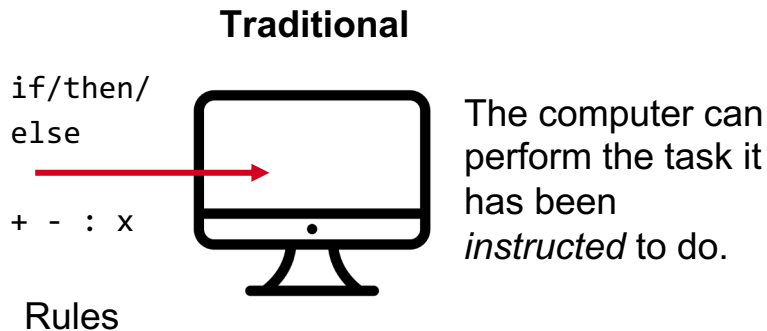 Traditional
if/then/
else
+ - : x
Rules
The computer can
perform the task it
has been
instructed to do.